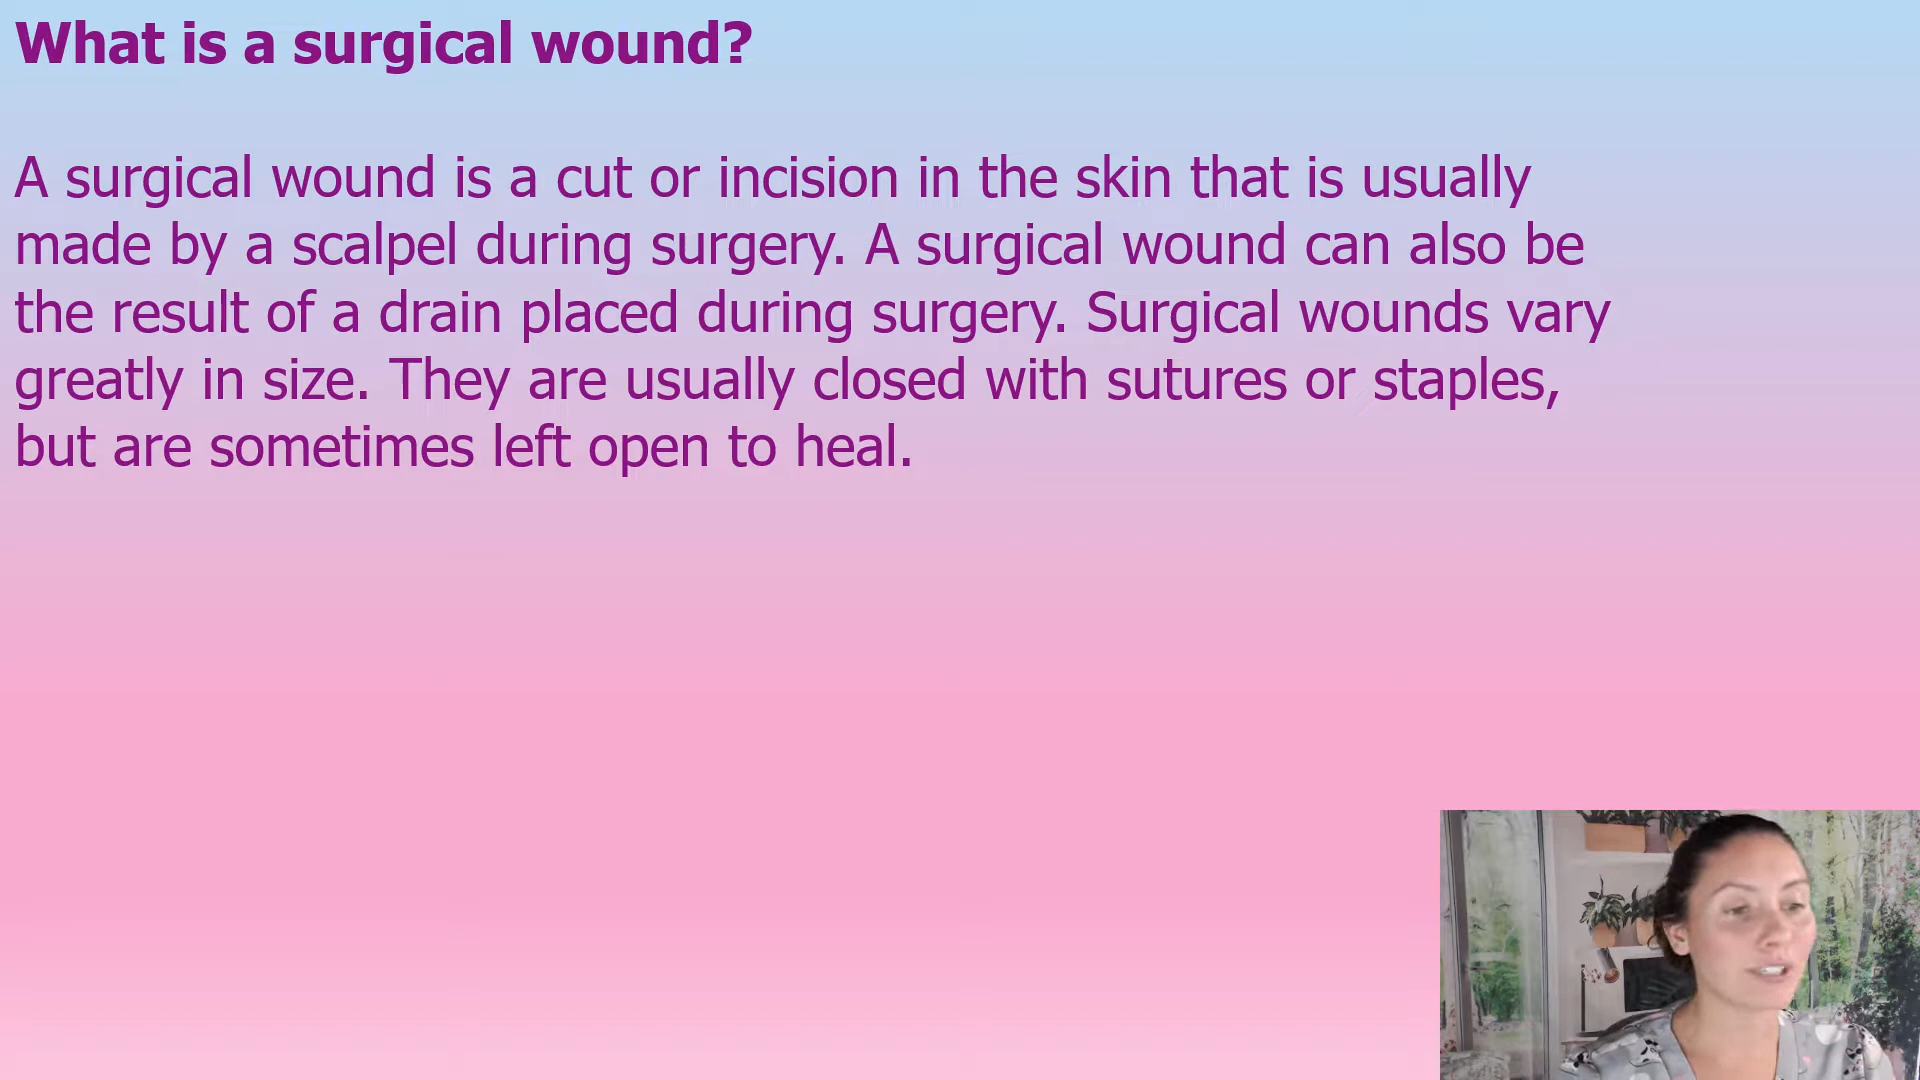 What is a surgical wound?
A surgical wound is a cut or incision in the skin that is usually
made by a scalpel during surgery. A surgical wound can also be
the result of a drain placed during surgery. Surgical wounds vary
greatly in size. They are usually closed with sutures or staples,
but are sometimes left open to heal.